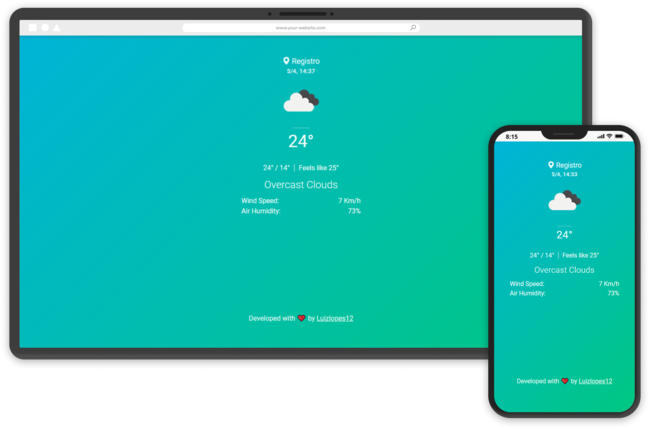 www.your-website.com
Registro
5/4, 14:37
24°
24° / 14° | Feels like 25°
Overcast Clouds
Wind Speed: 7 Km/h
Air Humidity: 73%
Developed with ❤ by Luizlopes12
8:15
Registro
5/4, 14:33
24°
24° / 14° | Feels like 25°
Overcast Clouds
Wind Speed: 7 Km/h
Air Humidity: 73%
Developed with ❤ by Luizlopes12